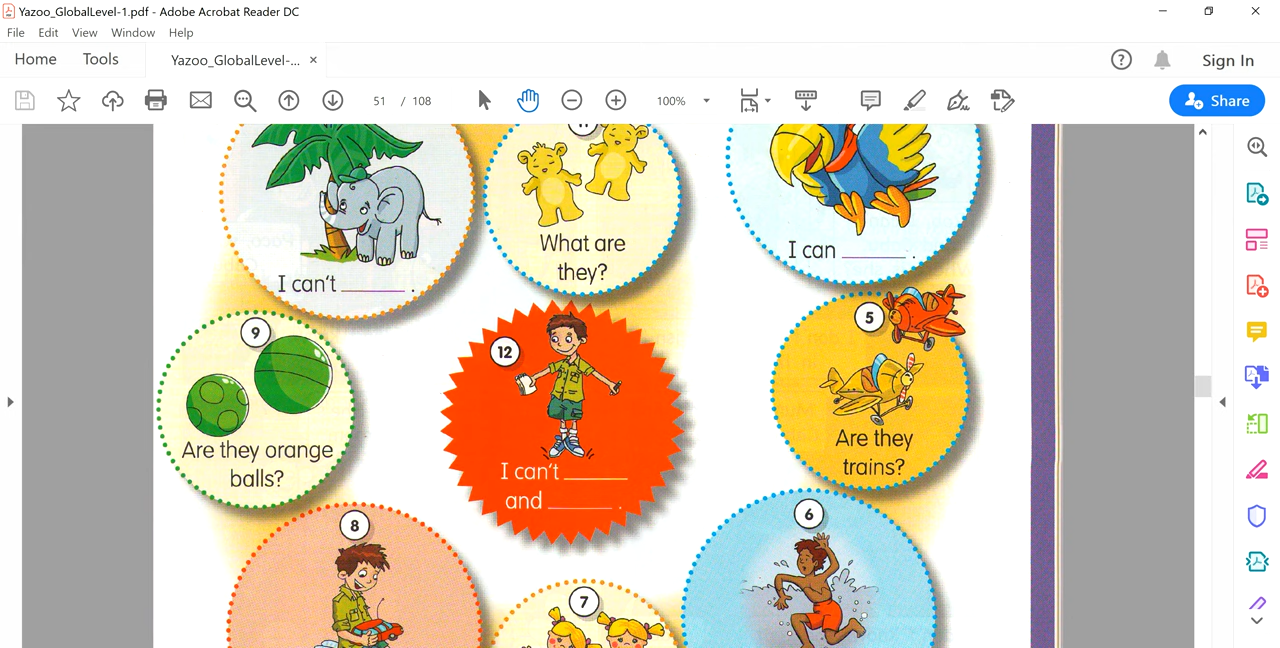 Yazoo_GlobalLevel-1.pdf - Adobe Acrobat Reader DC
File Edit View Window Help
Home Tools Yazoo_GlobalLevel-... × Sign In
51 / 108 100% Share
What are
they?
I can't ______ .
I can ______ .
9
Are they orange
balls?
12
I can't ______
and ______ .
5
Are they
trains?
8
6
7